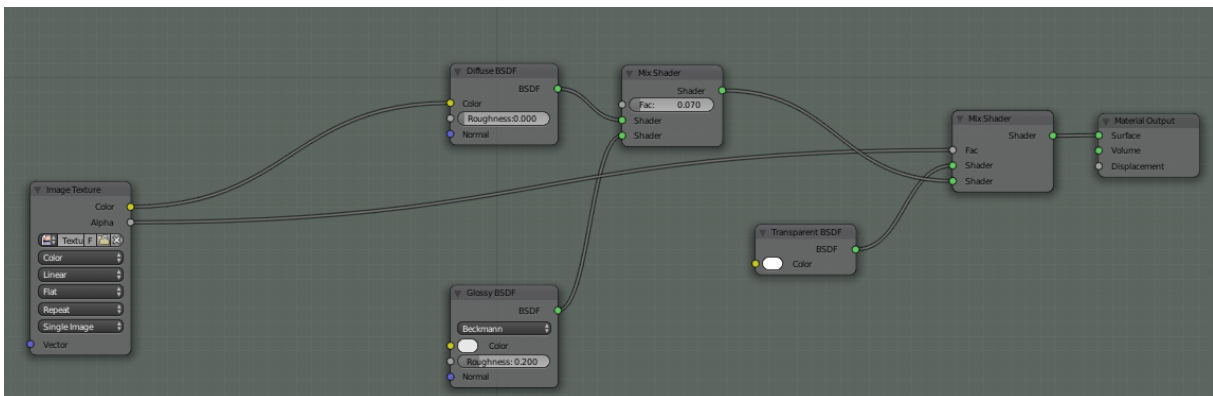 Image Texture
Color
Alpha
Textu F
Color
Linear
Flat
Repeat
Single Image
Vector
Diffuse BSDF
BSDF
Color
Roughness:0.000
Normal
Glossy BSDF
BSDF
Beckmann
Color
Roughness: 0.200
Normal
Mix Shader
Shader
Fac: 0.070
Shader
Shader
Transparent BSDF
BSDF
Color
Mix Shader
Shader
Fac
Shader
Shader
Material Output
Surface
Volume
Displacement